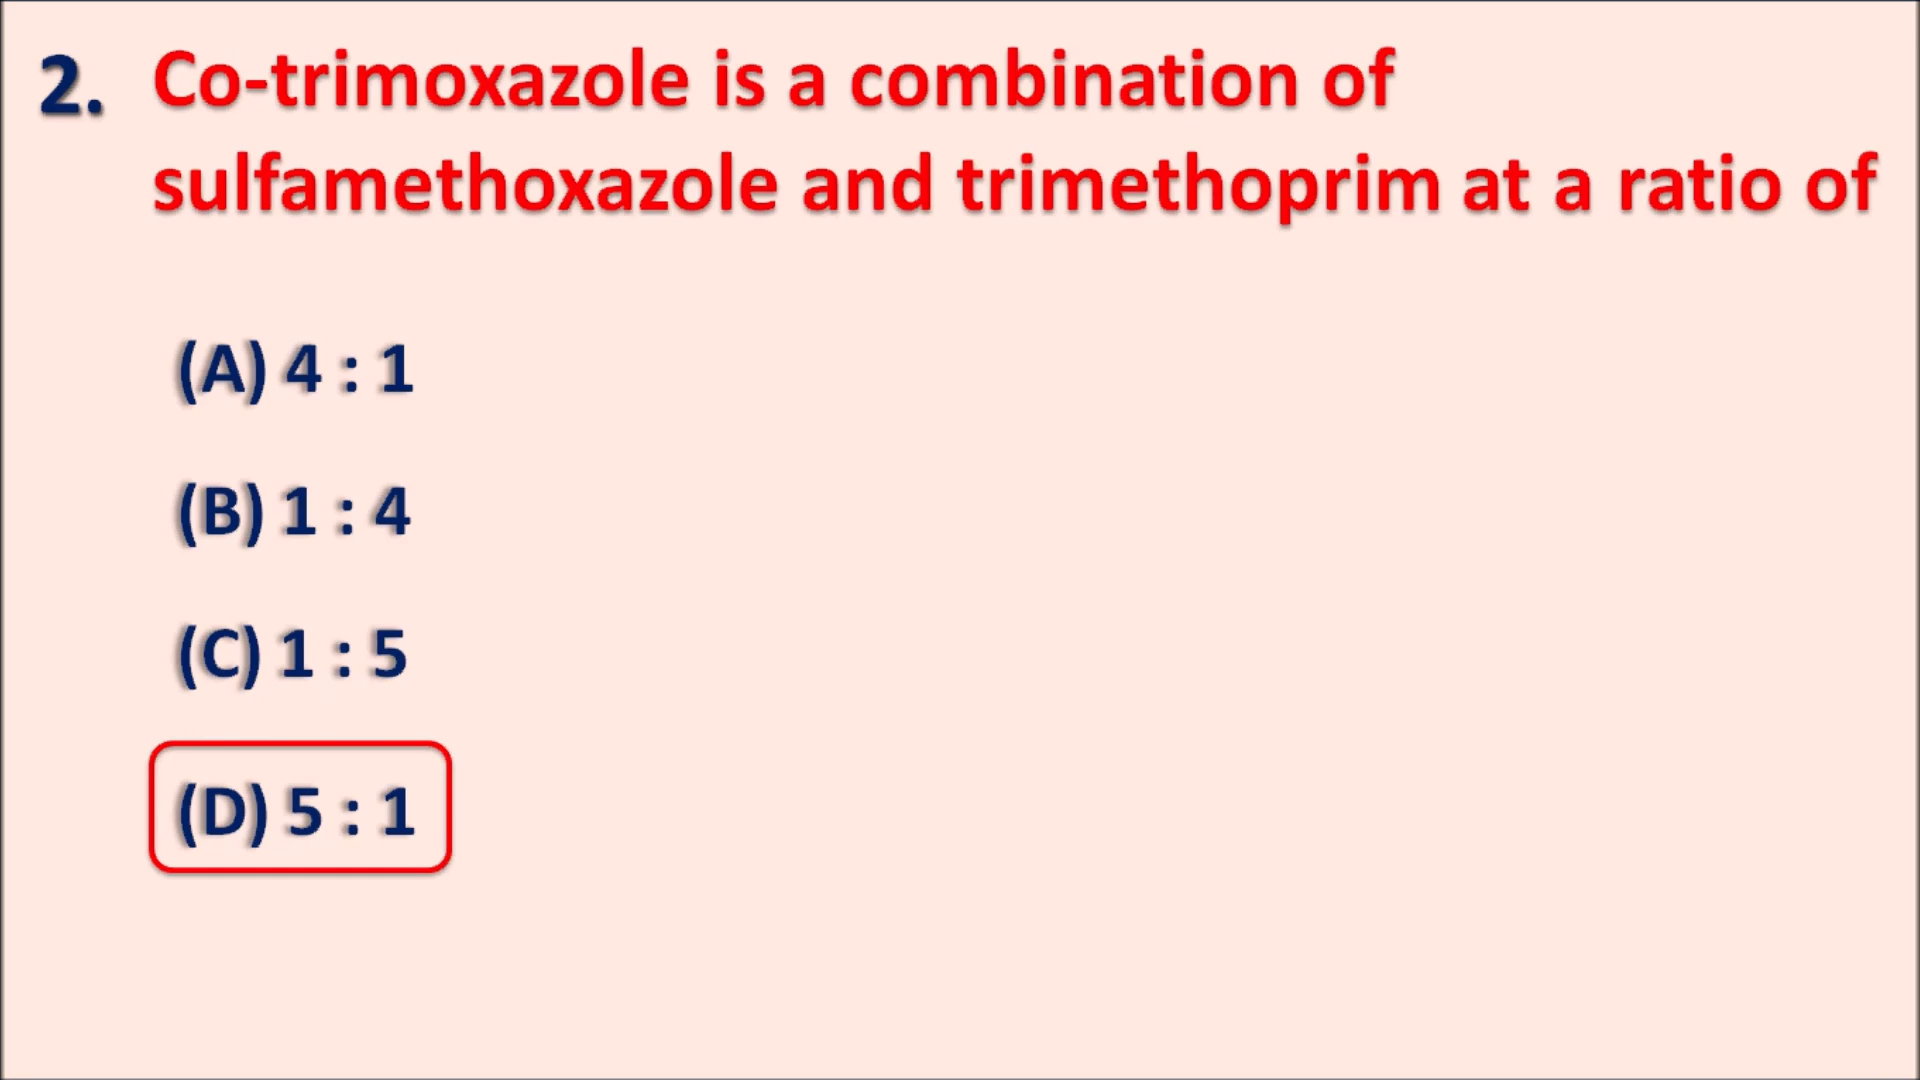 2. Co-trimoxazole is a combination of
sulfamethoxazole and trimethoprim at a ratio of
(A) 4 : 1
(B) 1 : 4
(C) 1 : 5
(D) 5 : 1